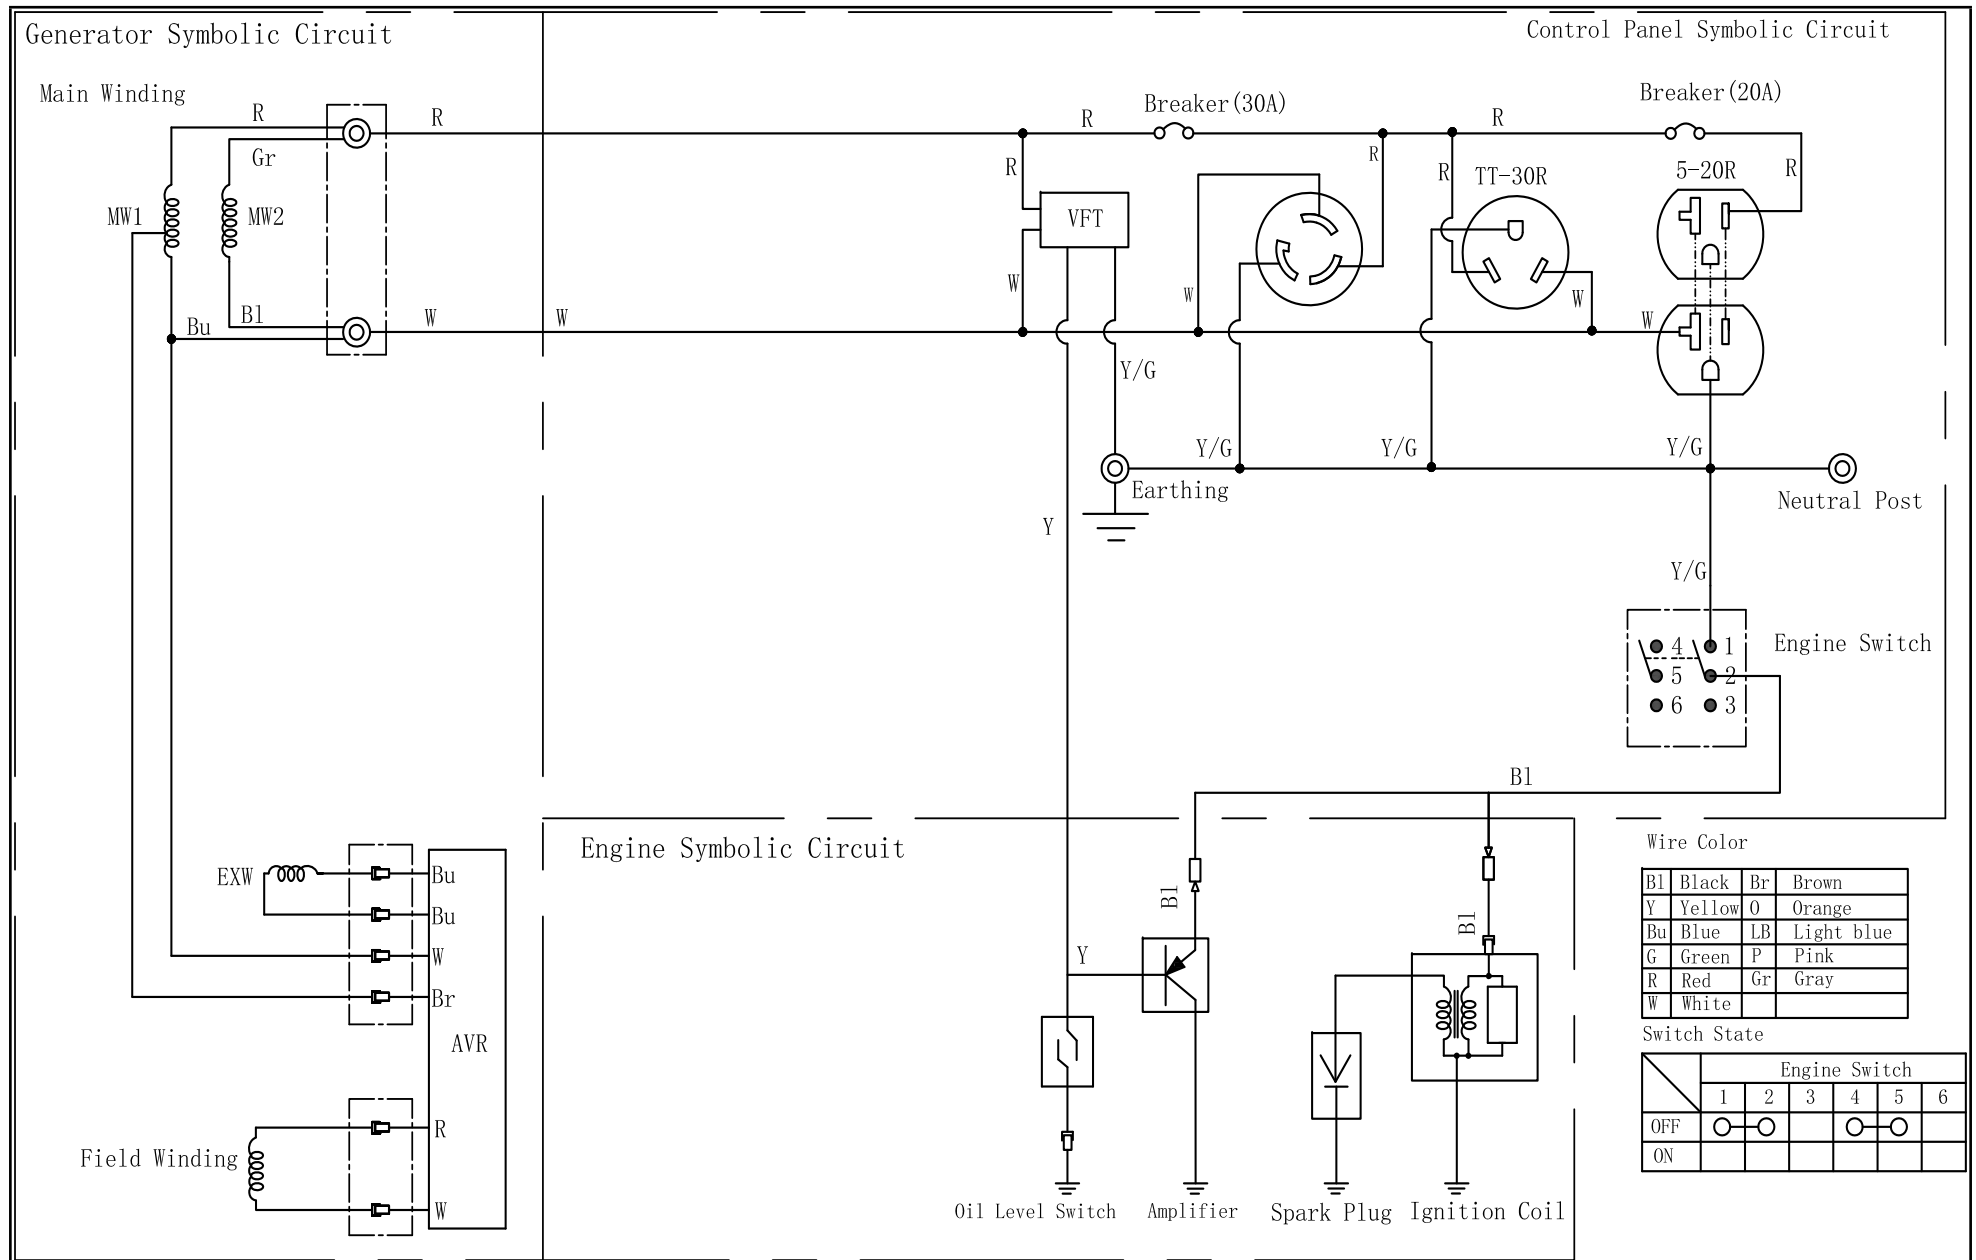 Generator Symbolic Circuit
Control Panel Symbolic Circuit
Main Winding
R
Gr
R
MW1
MW2
Bu
Bl
W
W
R
Breaker(30A)
R
Breaker(20A)
R
R
R
TT-30R
5-20R
R
VFT
W
W
W
W
Y/G
Y/G
Y/G
Y/G
Earthing
Neutral Post
Y
Y/G
4 1
5 2
6 3
Engine Switch
Bl
Engine Symbolic Circuit
EXW
Bu
Bu
W
Br
AVR
Field Winding
R
W
Y
Bl
Bl
Oil Level Switch
Amplifier
Spark Plug
Ignition Coil
Wire Color
Bl Black Br Brown
Y Yellow O Orange
Bu Blue LB Light blue
G Green P Pink
R Red Gr Gray
W White
Switch State
Engine Switch
1 2 3 4 5 6
OFF
ON